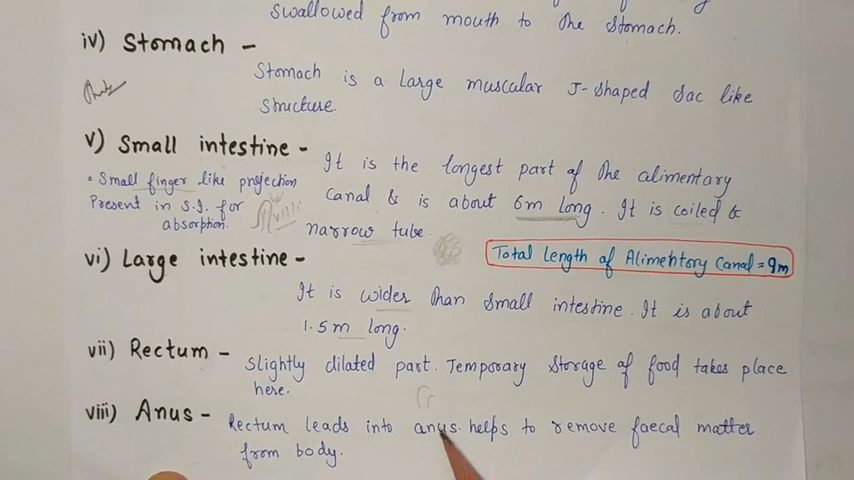 swallowed from mouth to the stomach.
iv) Stomach -
Stomach is a large muscular J-shaped sac like
structure.
v) Small intestine -
It is the longest part of the alimentary
canal & is about 6m long. It is coiled &
narrow tube.
• Small finger like projection
Present in S.I. for
absorption.
Total Length of Alimentory Canal = 9m
vi) Large intestine -
It is wider than small intestine. It is about
1.5m long.
vii) Rectum -
Slightly dilated part. Temporary storage of food takes place
here.
viii) Anus -
Rectum leads into anus. helps to remove faecal matter
from body.